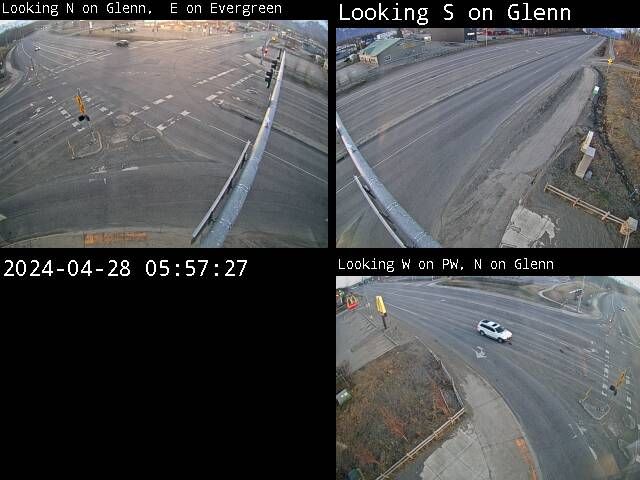 Looking N on Glenn,  E on Evergreen
Looking S on Glenn
2024-04-28 05:57:27
Looking W on PW, N on Glenn